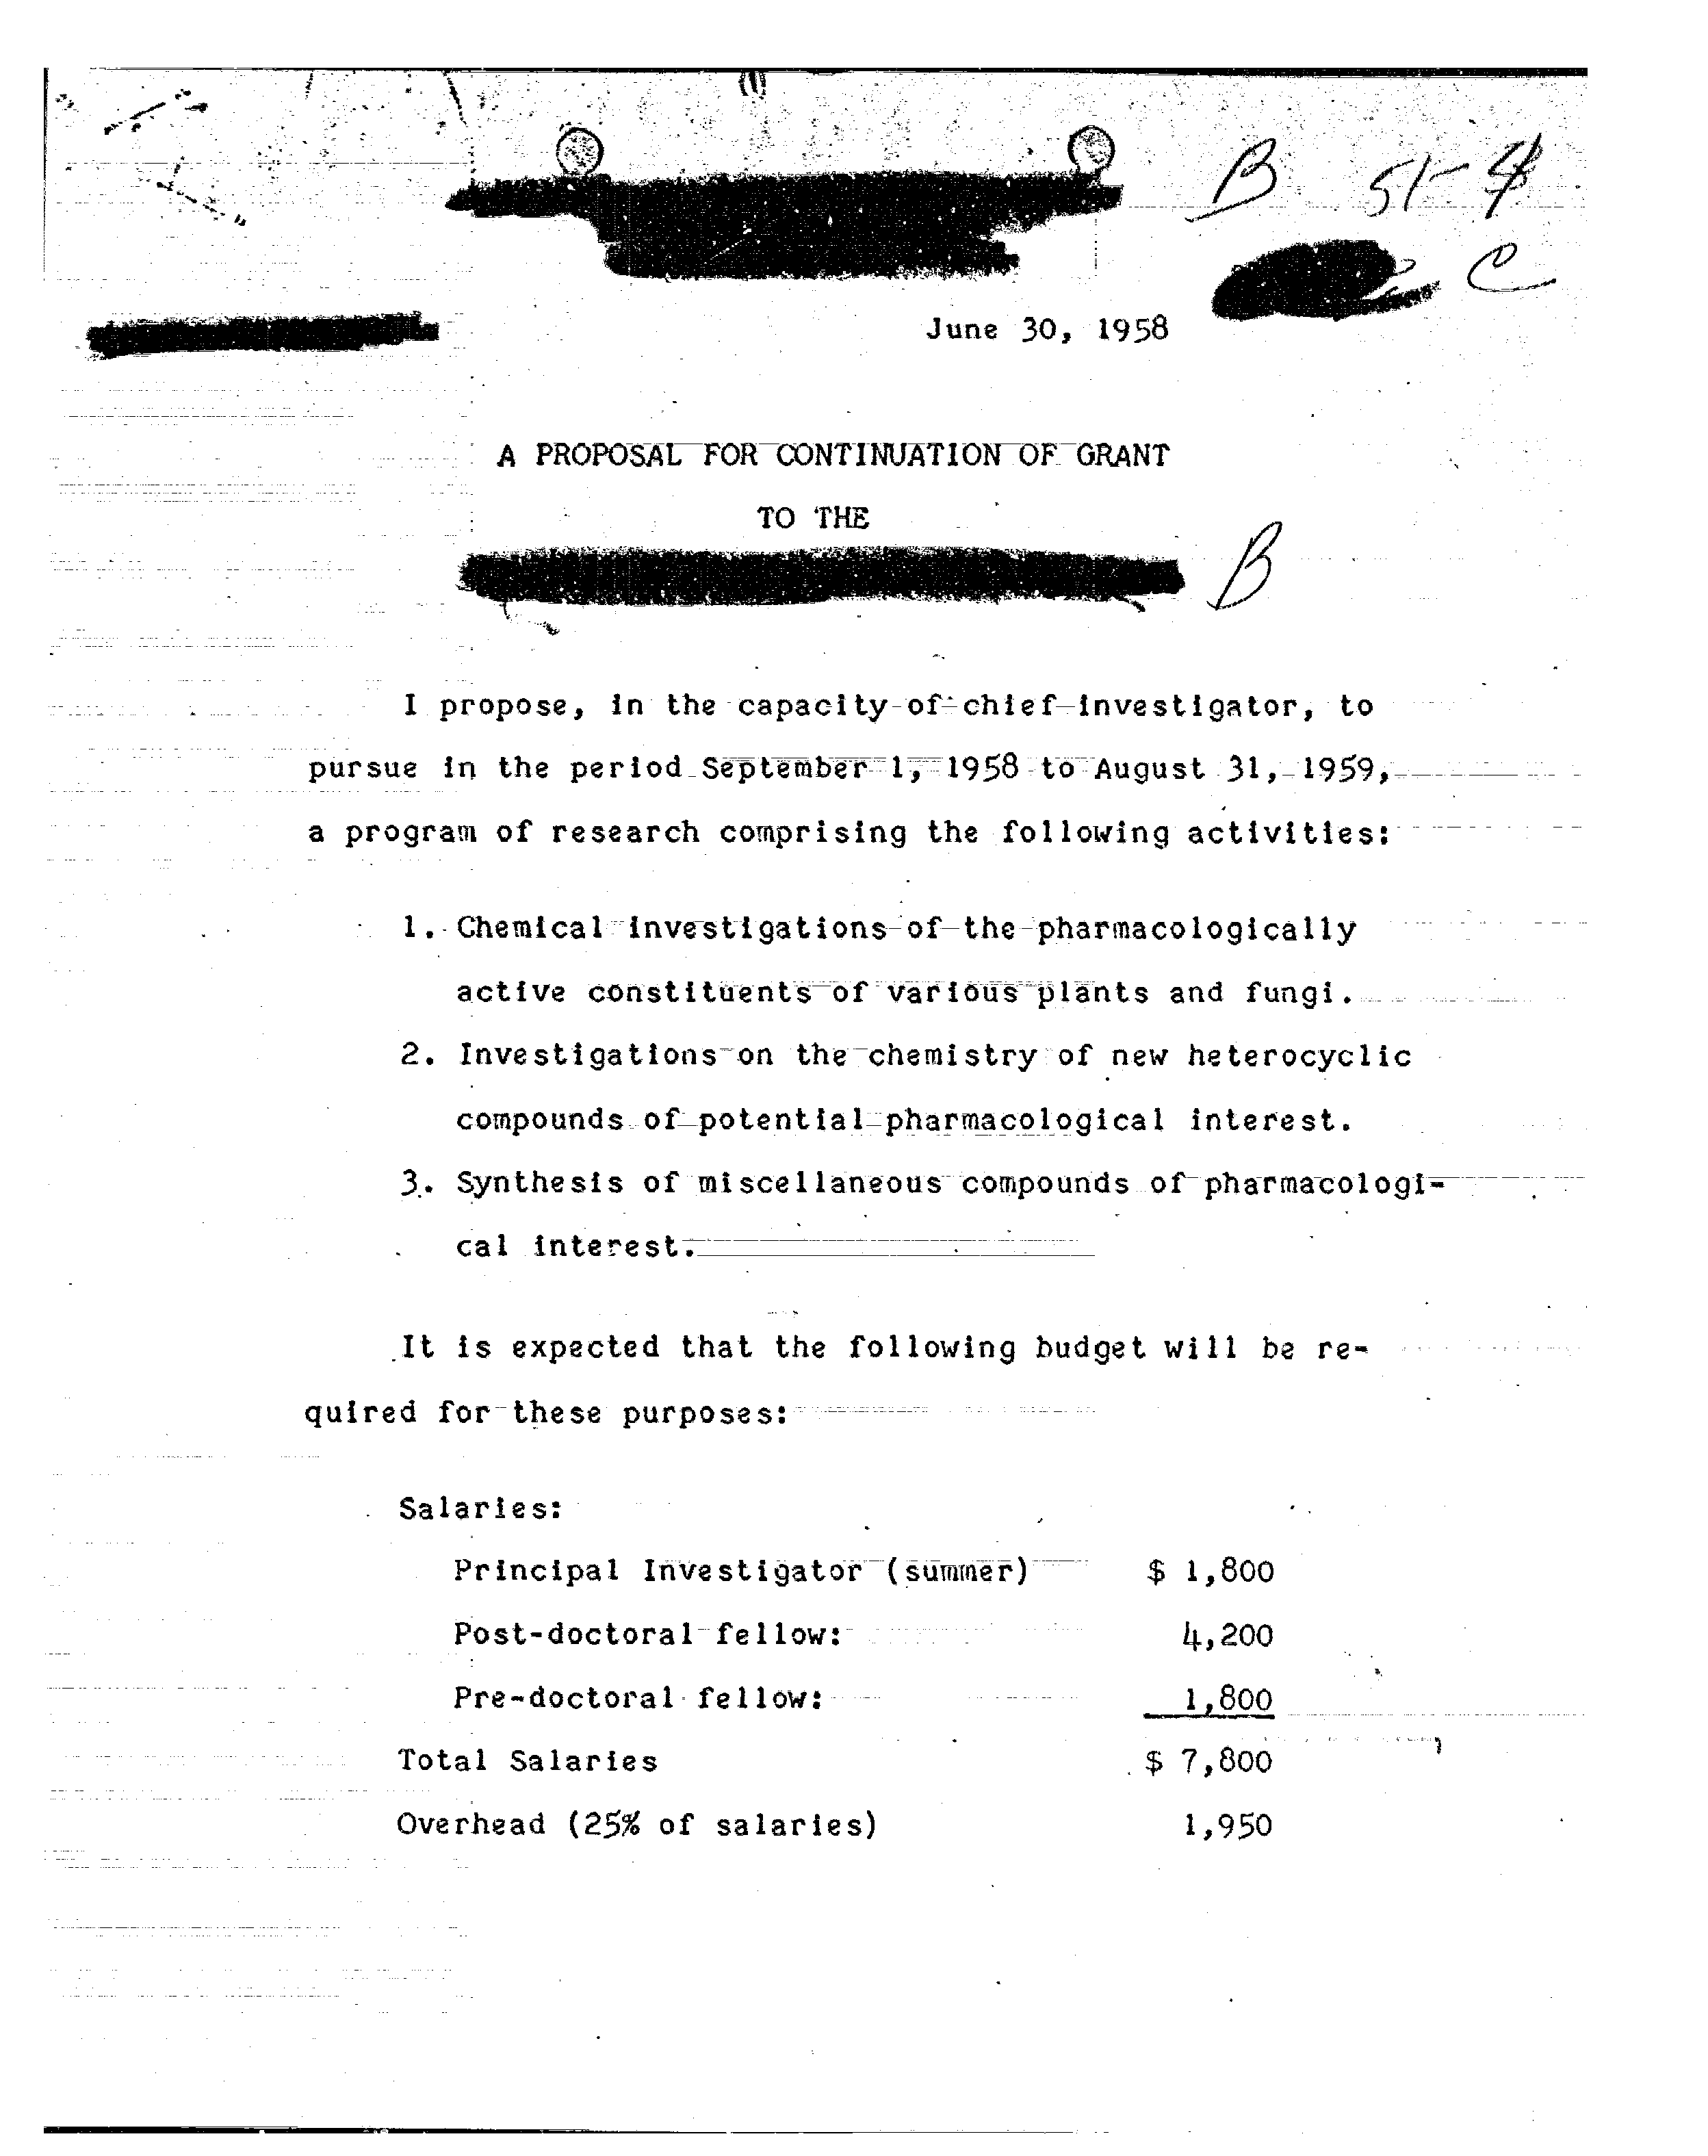 B 51-4
C
June 30, 1958
A PROPOSAL FOR CONTINUATION OF GRANT
TO THE
B
I propose, in the capacity of chief investigator, to
pursue in the period September 1, 1958 to August 31, 1959,
a program of research comprising the following activities:
1. Chemical investigations of the pharmacologically
active constituents of various plants and fungi.
2. Investigations on the chemistry of new heterocyclic
compounds of potential pharmacological interest.
3. Synthesis of miscellaneous compounds of pharmacologi-
cal interest.
It is expected that the following budget will be re-
quired for these purposes:
Salaries:
Principal Investigator (summer) $ 1,800
Post-doctoral fellow: 4,200
Pre-doctoral fellow: 1,800
Total Salaries $ 7,800
Overhead (25% of salaries) 1,950